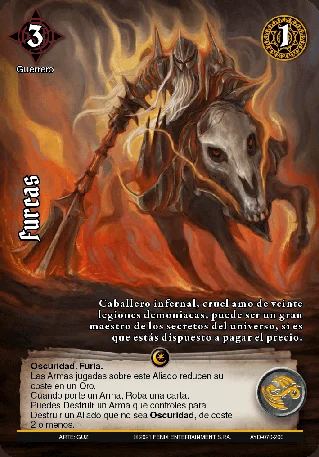 3
1
Guerrero
Furcas
Caballero infernal, cruel amo de veinte
legiones demoniacas, puede ser un gran
maestro de los secretos del universo, si es
que estás dispuesto a pagar el precio.
Oscuridad. Furia.
Las Armas jugadas sobre este Aliado reducen su
coste en un Oro.
Cuando porte un Arma, Roba una carta.
Puedes Destruir un Arma que controles para
Destruir un Aliado que no sea Oscuridad, de coste
2 o menos.
ENTERTAINMENT S.P.A.